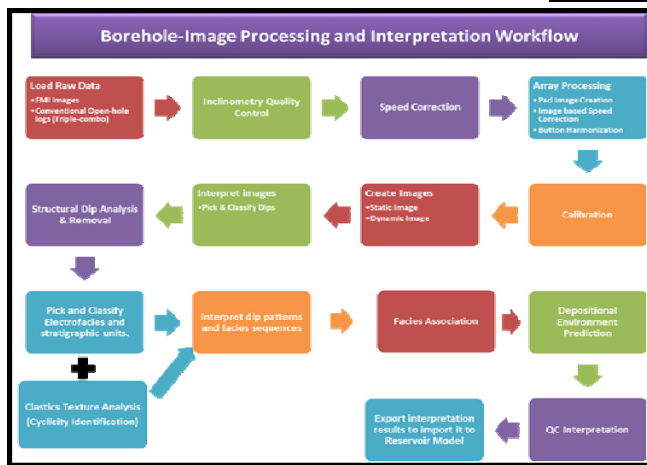 Borehole-Image Processing and Interpretation Workflow
Load Raw Data
• FMI Images
• Conventional Open-hole
logs (Triple-combo)
Inclinometry Quality
Control
Speed Correction
Array Processing
• Pad Image Creation
• Image based Speed
Correction
• Button Harmonization
Structural Dip Analysis
& Removal
Interpret Images
• Pick & Classify Dips
Create Images
• Static Image
• Dynamic Image
Calibration
Pick and Classify
Electrofacies and
stratigraphic units.
Interpret dip patterns
and facies sequences
Facies Association
Depositional
Environment
Prediction
Clastics Texture Analysis
(Cyclicity Identification)
Export interpretation
results to import it to
Reservoir Model
QC Interpretation